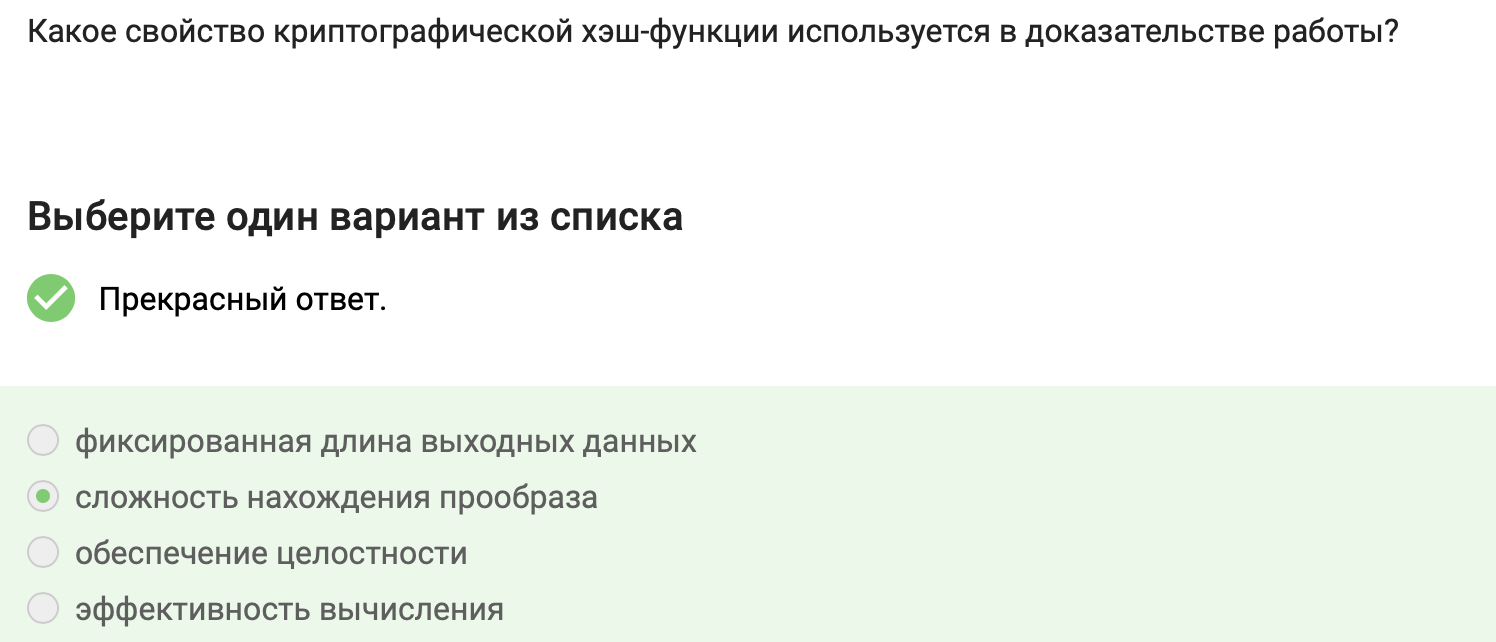 Какое свойство криптографической хэш-функции используется в доказательстве работы?
Выберите один вариант из списка
Прекрасный ответ.
фиксированная длина выходных данных
сложность нахождения прообраза
обеспечение целостности
эффективность вычисления